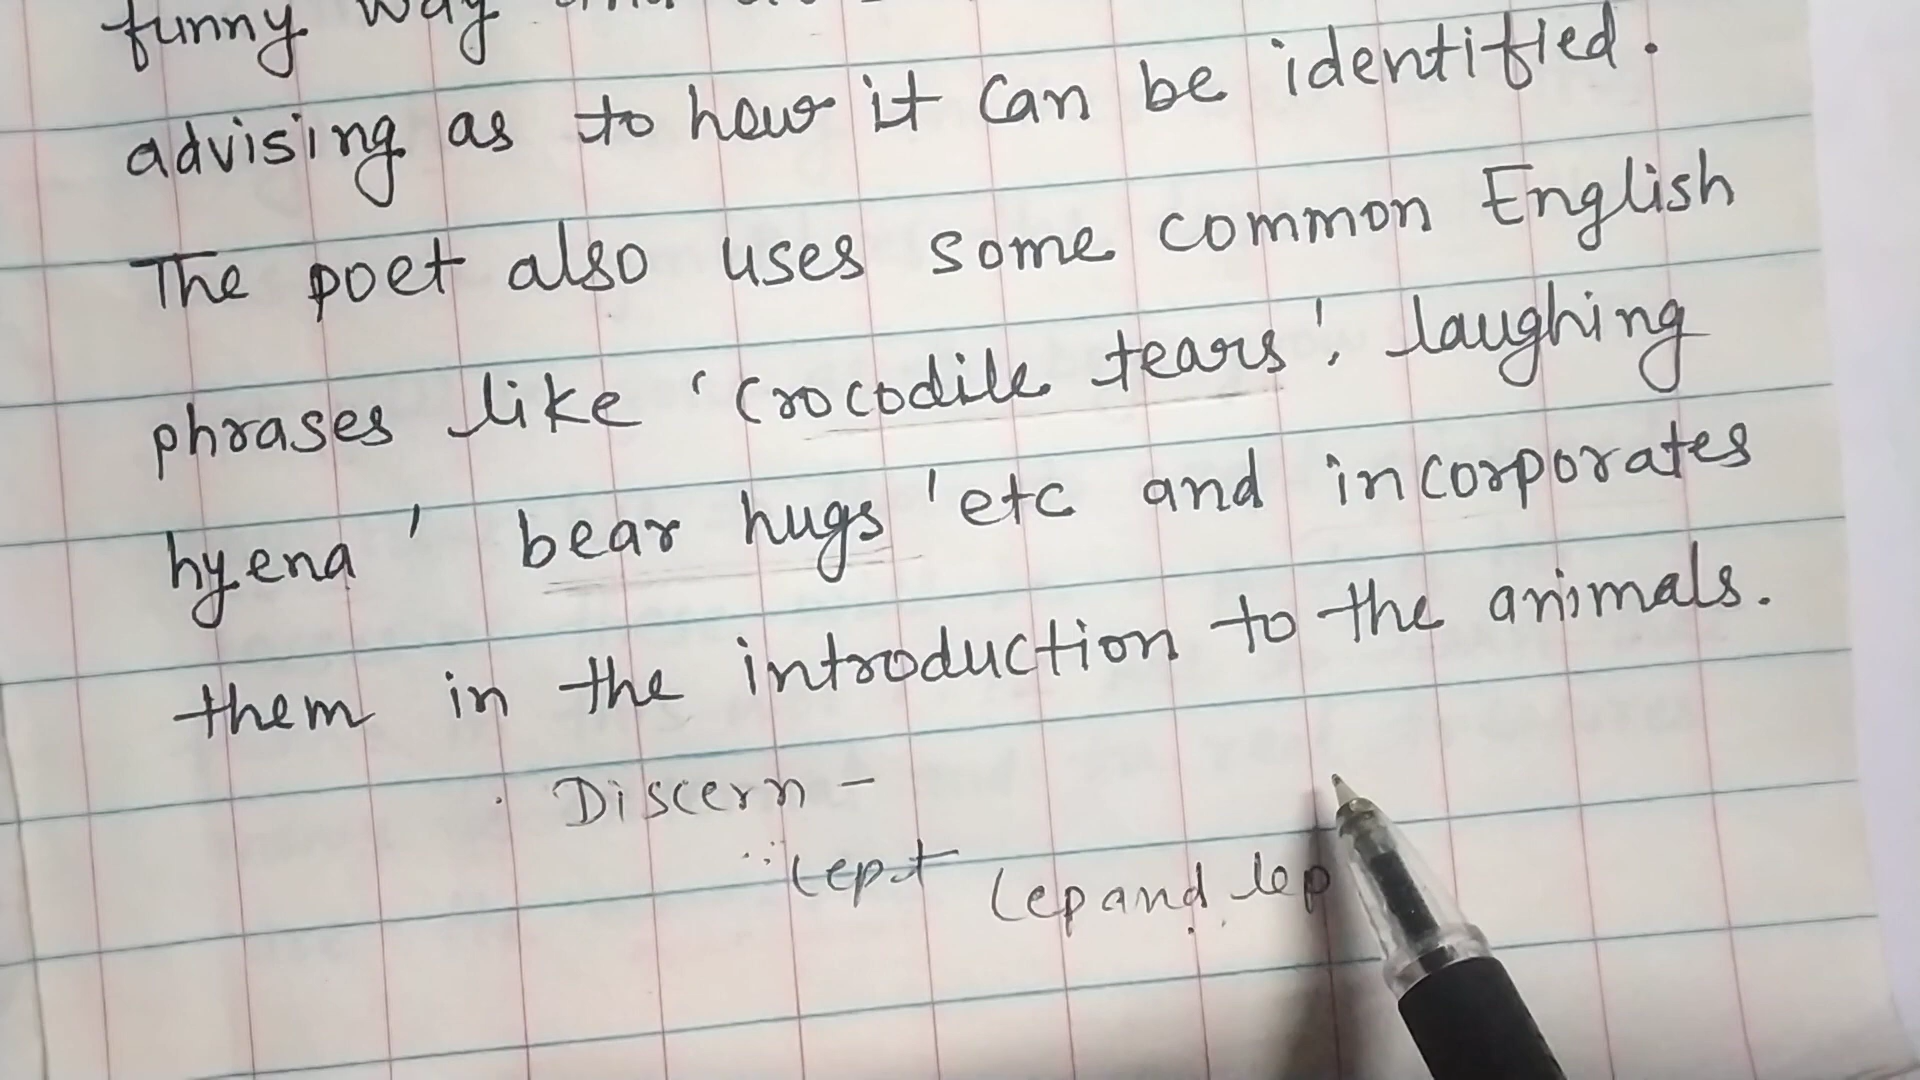 funny way
advising as to how it can be identified.
The poet also uses some common English
phrases like 'Crocodile tears', laughing
hyena ' bear hugs 'etc and incorporates
them in the introduction to the animals.
Discern -
Lept Lep and lep